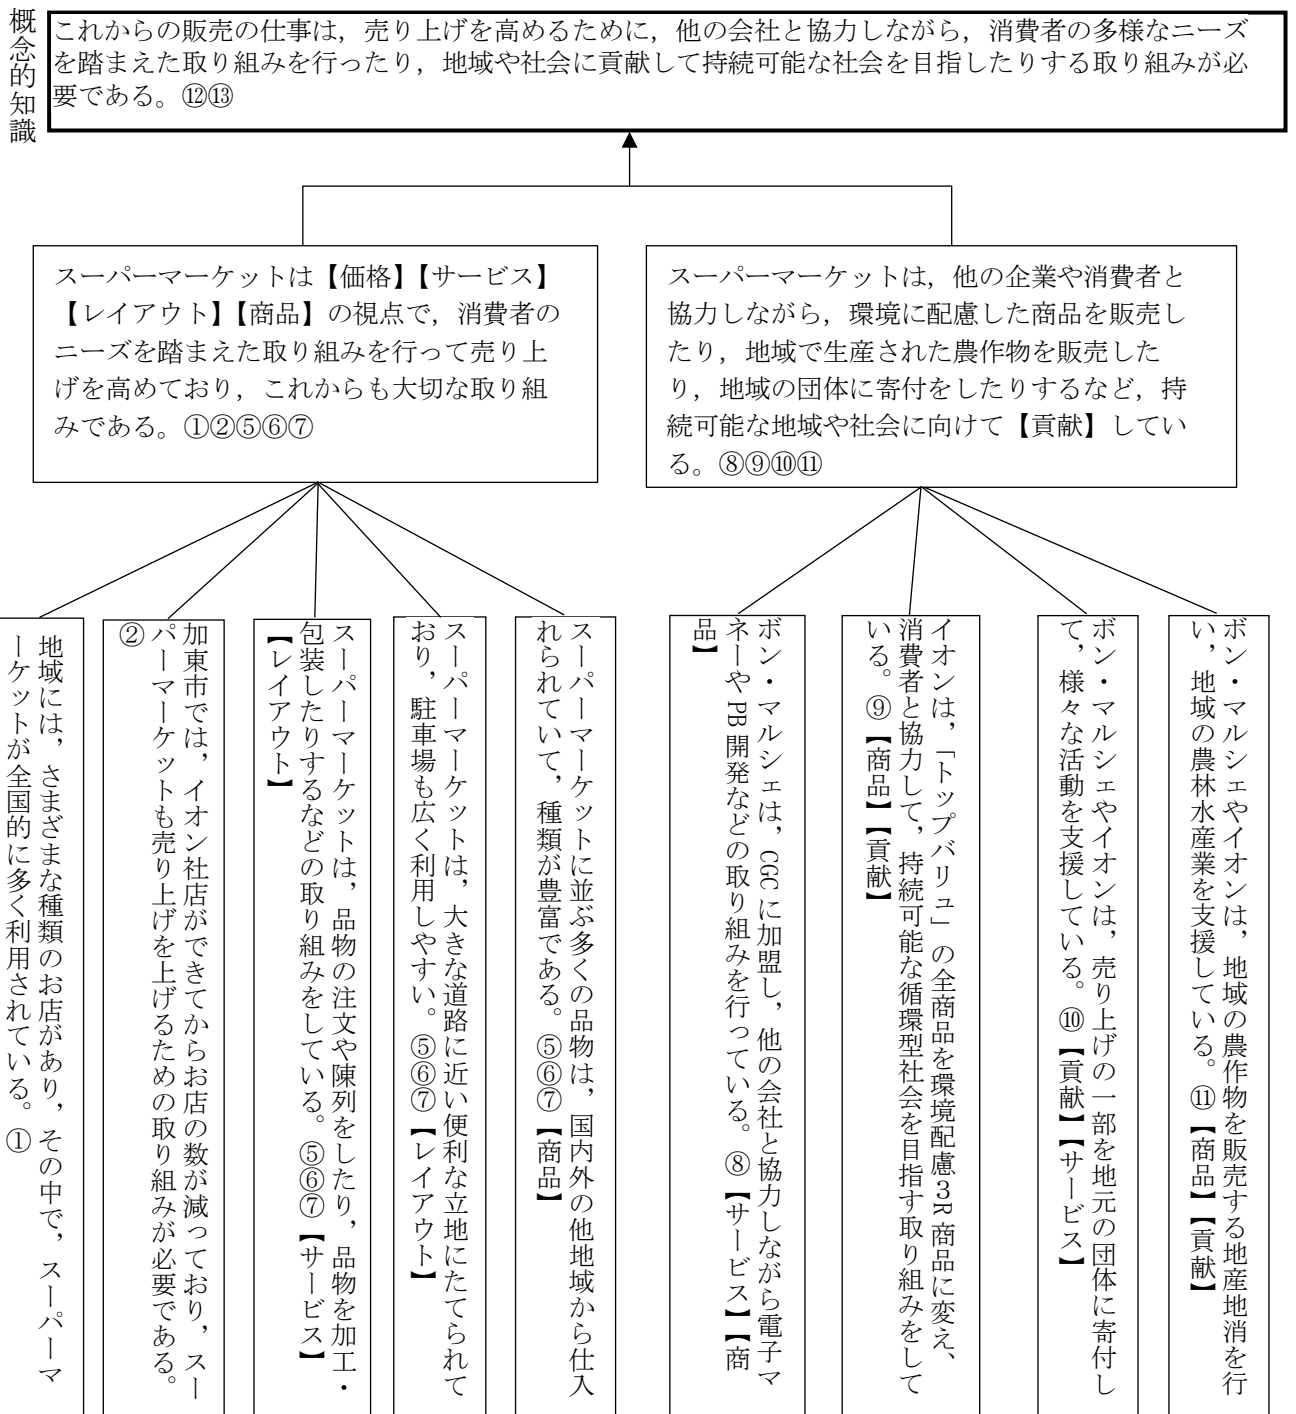 概念的知識
これからの販売の仕事は，売り上げを高めるために，他の会社と協力しながら，消費者の多様なニーズ
を踏まえた取り組みを行ったり，地域や社会に貢献して持続可能な社会を目指したりする取り組みが必
要である。⑫⑬
スーパーマーケットは【価格】【サービス】
【レイアウト】【商品】の視点で，消費者の
ニーズを踏まえた取り組みを行って売り上
げを高めており，これからも大切な取り組
みである。①②⑤⑥⑦
スーパーマーケットは，他の企業や消費者と
協力しながら，環境に配慮した商品を販売し
たり，地域で生産された農作物を販売した
り，地域の団体に寄付をしたりするなど，持
続可能な地域や社会に向けて【貢献】してい
る。⑧⑨⑩⑪
ボン・マルシェやイオンは，地域の農作物を販売する地産地消を行
い，地域の農林水産業を支援している。⑪【商品】【貢献】
ボン・マルシェやイオンは，売り上げの一部を地元の団体に寄付し
て，様々な活動を支援している。⑩【貢献】【サービス】
イオンは，「トップバリュ」の全商品を環境配慮3R商品に変え、
消費者と協力して，持続可能な循環型社会を目指す取り組みをして
いる。⑨【商品】【貢献】
ボン・マルシェは，CGCに加盟し，他の会社と協力しながら電子マ
ネーやPB開発などの取り組みを行っている。⑧【サービス】【商
品】
スーパーマーケットに並ぶ多くの品物は，国内外の他地域から仕入
れられていて，種類が豊富である。⑤⑥⑦【商品】
スーパーマーケットは，大きな道路に近い便利な立地にたてられて
おり，駐車場も広く利用しやすい。⑤⑥⑦【レイアウト】
スーパーマーケットは，品物の注文や陳列をしたり，品物を加工・
包装したりするなどの取り組みをしている。⑤⑥⑦【サービス】
【レイアウト】
加東市では，イオン社店ができてからお店の数が減っており，スー
パーマーケットも売り上げを上げるための取り組みが必要である。
②
地域には，さまざまな種類のお店があり，その中で，スーパーマ
ーケットが全国的に多く利用されている。①